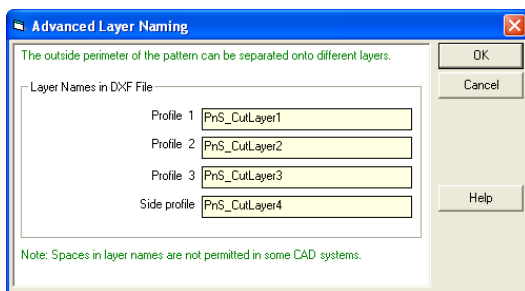 Advanced Layer Naming
The outside perimeter of the pattern can be separated onto different layers.
OK
Cancel
Layer Names in DXF File
Profile 1 PnS_CutLayer1
Profile 2 PnS_CutLayer2
Profile 3 PnS_CutLayer3
Side profile PnS_CutLayer4
Help
Note: Spaces in layer names are not permitted in some CAD systems.